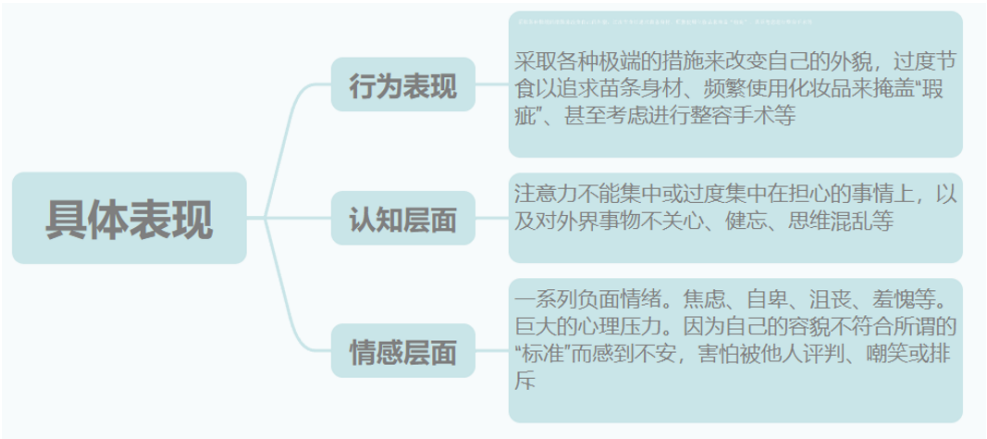 具体表现
行为表现
采取各种极端的措施来改变自己的外貌，过度节
食以追求苗条身材、频繁使用化妆品来掩盖“瑕
疵”、甚至考虑进行整容手术等
认知层面
注意力不能集中或过度集中在担心的事情上，以
及对外界事物不关心、健忘、思维混乱等
情感层面
一系列负面情绪。焦虑、自卑、沮丧、羞愧等。
巨大的心理压力。因为自己的容貌不符合所谓的
“标准”而感到不安，害怕被他人评判、嘲笑或排
斥